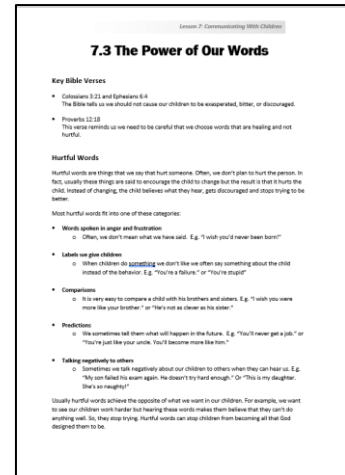 Lesson 7: Communicating With Children
7.3 The Power of Our Words
Key Bible Verses
• Colossians 3:21 and Ephesians 6:4
The Bible tells us we should not cause our children to be exasperated, bitter, or discouraged.
• Proverbs 12:18
This verse reminds us we need to be careful that we choose words that are healing and not
hurtful.
Hurtful Words
Hurtful words are things that we say that hurt someone. Often, we don't plan to hurt the person. In
fact, usually these things are said to encourage the child to change but the result is that it hurts the
child. Instead of changing, the child believes what they hear, gets discouraged and stops trying to be
better.
Most hurtful words fit into one of these categories:
• Words spoken in anger and frustration
o Often, we don't mean what we have said. E.g. "I wish you'd never been born!"
• Labels we give children
o When children do something we don't like we often say something about the child
instead of the behavior. E.g. "You're a failure." or "You're stupid"
• Comparisons
o It is very easy to compare a child with his brothers and sisters. E.g. "I wish you were
more like your brother." or "He's not as clever as his sister."
• Predictions
o We sometimes tell them what will happen in the future. E.g. "You'll never get a job." or
"You're just like your uncle. You'll become more like him."
• Talking negatively to others
o Sometimes we talk negatively about our children to others when they can hear us. E.g.
"My son failed his exam again. He doesn't try hard enough." Or "This is my daughter.
She's so naughty!"
Usually hurtful words achieve the opposite of what we want in our children. For example, we want
to see our children work harder but hearing these words makes them believe that they can't do
anything well. So, they stop trying. Hurtful words can stop children from becoming all that God
designed them to be.